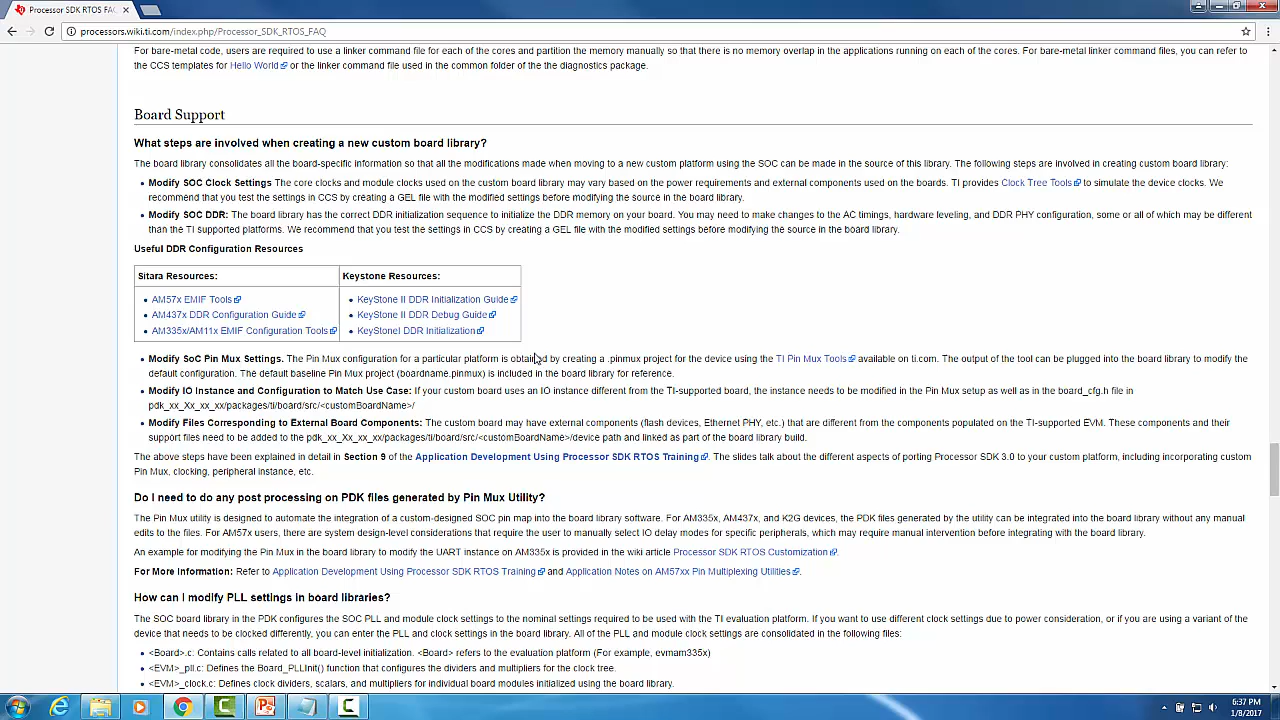 Processor SDK RTOS FAQ
processors.wiki.ti.com/index.php/Processor_SDK_RTOS_FAQ
For bare-metal code, users are required to use a linker command file for each of the cores and partition the memory manually so that there is no memory overlap in the applications running on each of the cores. For bare-metal linker command files, you can refer to
the CCS templates for Hello World or the linker command file used in the common folder of the the diagnostics package.
Board Support
What steps are involved when creating a new custom board library?
The board library consolidates all the board-specific information so that all the modifications made when moving to a new custom platform using the SOC can be made in the source of this library. The following steps are involved in creating custom board library:
• Modify SOC Clock Settings The core clocks and module clocks used on the custom board library may vary based on the power requirements and external components used on the boards. TI provides Clock Tree Tools to simulate the device clocks. We
recommend that you test the settings in CCS by creating a GEL file with the modified settings before modifying the source in the board library.
• Modify SOC DDR: The board library has the correct DDR initialization sequence to initialize the DDR memory on your board. You may need to make changes to the AC timings, hardware leveling, and DDR PHY configuration, some or all of which may be different
than the TI supported platforms. We recommend that you test the settings in CCS by creating a GEL file with the modified settings before modifying the source in the board library.
Useful DDR Configuration Resources
Sitara Resources: Keystone Resources:
• AM57x EMIF Tools • KeyStone II DDR Initialization Guide
• AM437x DDR Configuration Guide • KeyStone II DDR Debug Guide
• AM335x/AM11x EMIF Configuration Tools • KeyStoneI DDR Initialization
• Modify SoC Pin Mux Settings. The Pin Mux configuration for a particular platform is obtained by creating a .pinmux project for the device using the TI Pin Mux Tools available on ti.com. The output of the tool can be plugged into the board library to modify the
default configuration. The default baseline Pin Mux project (boardname.pinmux) is included in the board library for reference.
• Modify IO Instance and Configuration to Match Use Case: If your custom board uses an IO instance different from the TI-supported board, the instance needs to be modified in the Pin Mux setup as well as in the board_cfg.h file in
pdk_xx_Xx_xx_xx/packages/ti/board/src/<customBoardName>/
• Modify Files Corresponding to External Board Components: The custom board may have external components (flash devices, Ethernet PHY, etc.) that are different from the components populated on the TI-supported EVM. These components and their
support files need to be added to the pdk_xx_Xx_xx_xx/packages/ti/board/src/<customBoardName>/device path and linked as part of the board library build.
The above steps have been explained in detail in Section 9 of the Application Development Using Processor SDK RTOS Training. The slides talk about the different aspects of porting Processor SDK 3.0 to your custom platform, including incorporating custom
Pin Mux, clocking, peripheral instance, etc.
Do I need to do any post processing on PDK files generated by Pin Mux Utility?
The Pin Mux utility is designed to automate the integration of a custom-designed SOC pin map into the board library software. For AM335x, AM437x, and K2G devices, the PDK files generated by the utility can be integrated into the board library without any manual
edits to the files. For AM57x users, there are system design-level considerations that require the user to manually select IO delay modes for specific peripherals, which may require manual intervention before integrating with the board library.
An example for modifying the Pin Mux in the board library to modify the UART instance on AM335x is provided in the wiki article Processor SDK RTOS Customization.
For More Information: Refer to Application Development Using Processor SDK RTOS Training and Application Notes on AM57xx Pin Multiplexing Utilities.
How can I modify PLL settings in board libraries?
The SOC board library in the PDK configures the SOC PLL and module clock settings to the nominal settings required to be used with the TI evaluation platform. If you want to use different clock settings due to power consideration, or if you are using a variant of the
device that needs to be clocked differently, you can enter the PLL and clock settings in the board library. All of the PLL and module clock settings are consolidated in the following files:
• <Board>.c: Contains calls related to all board-level initialization. <Board> refers to the evaluation platform (For example, evmam335x)
• <EVM>_pll.c: Defines the Board_PLLInit() function that configures the dividers and multipliers for the clock tree.
• <EVM>_clock.c: Defines clock dividers, scalars, and multipliers for individual board modules initialized using the board library.
6:37 PM
1/8/2017